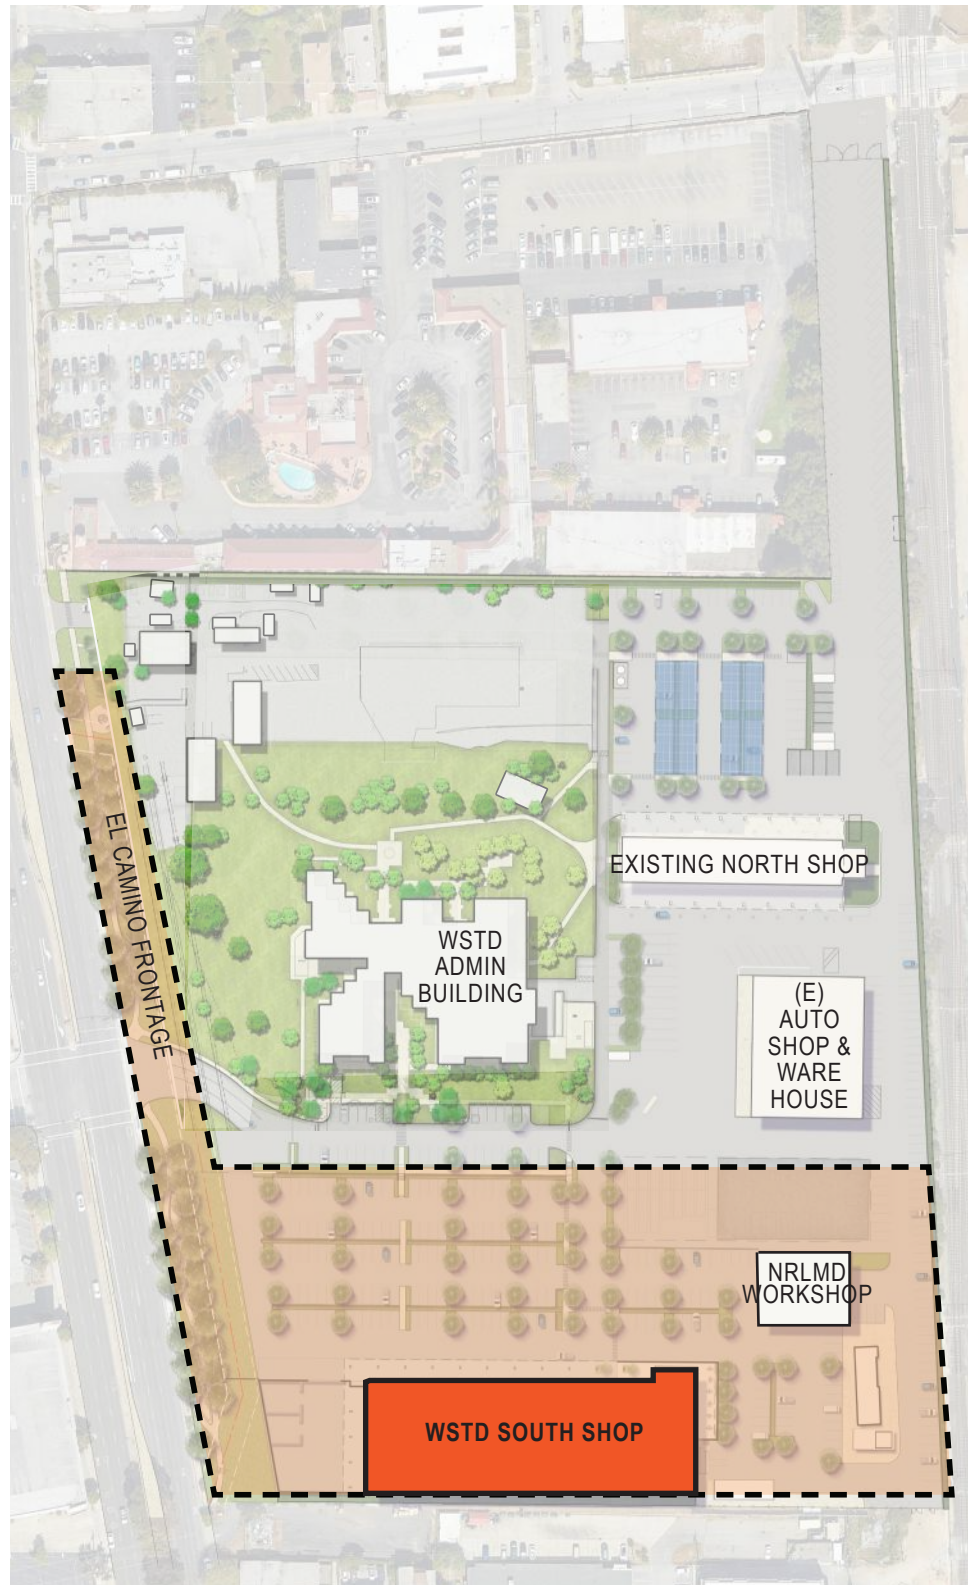 EL CAMINO FRONTAGE
EXISTING NORTH SHOP
WSTD
ADMIN
BUILDING
(E)
AUTO
SHOP &
WARE
HOUSE
NRLMD
WORKSHOP
WSTD SOUTH SHOP